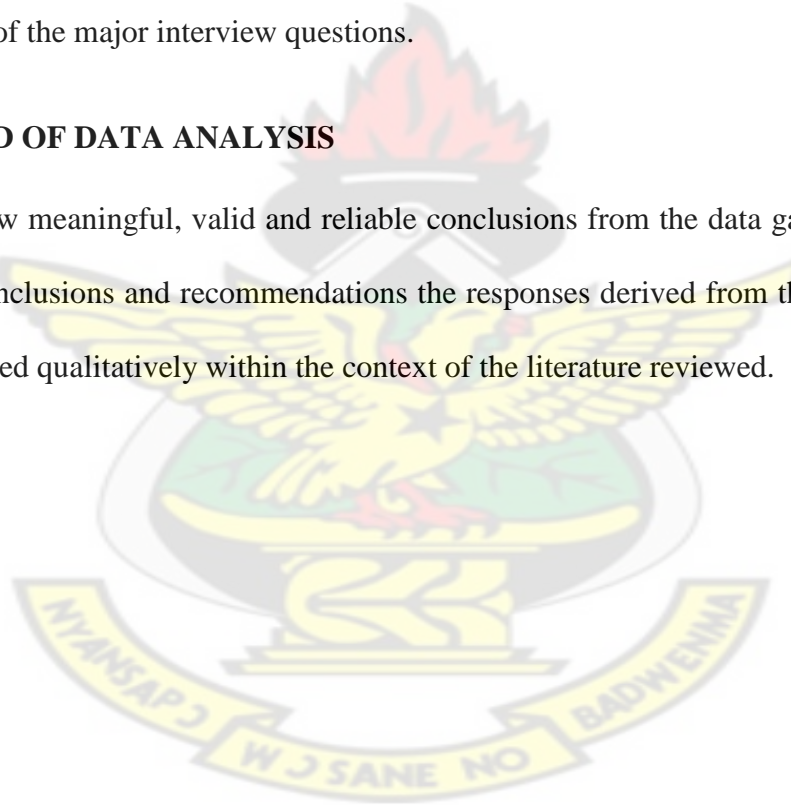 of the major interview questions.
D OF DATA ANALYSIS
w meaningful, valid and reliable conclusions from the data ga
nclusions and recommendations the responses derived from th
ed qualitatively within the context of the literature reviewed.
NYANSAPƆ
WƆSANE NO
BADWENMA